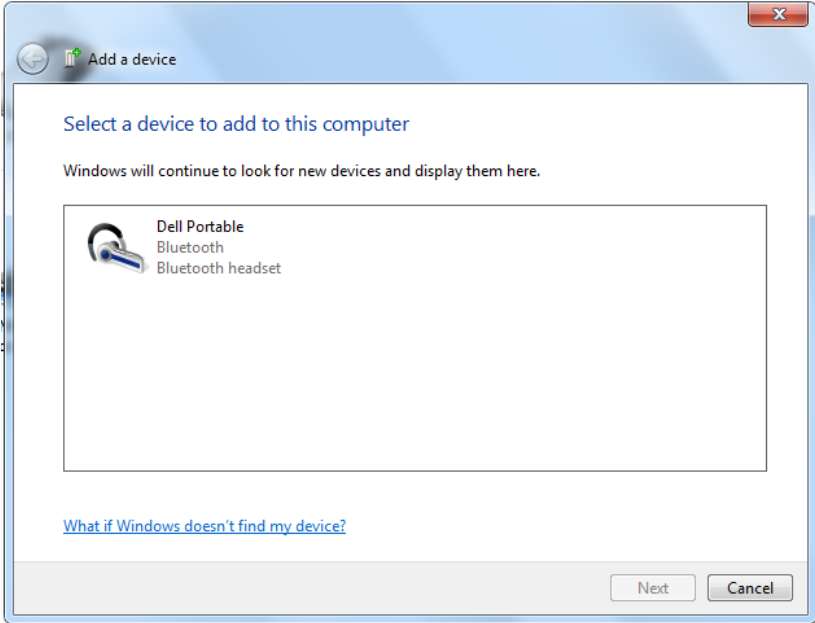 Add a device
Select a device to add to this computer
Windows will continue to look for new devices and display them here.
Dell Portable
Bluetooth
Bluetooth headset
What if Windows doesn't find my device?
Next
Cancel